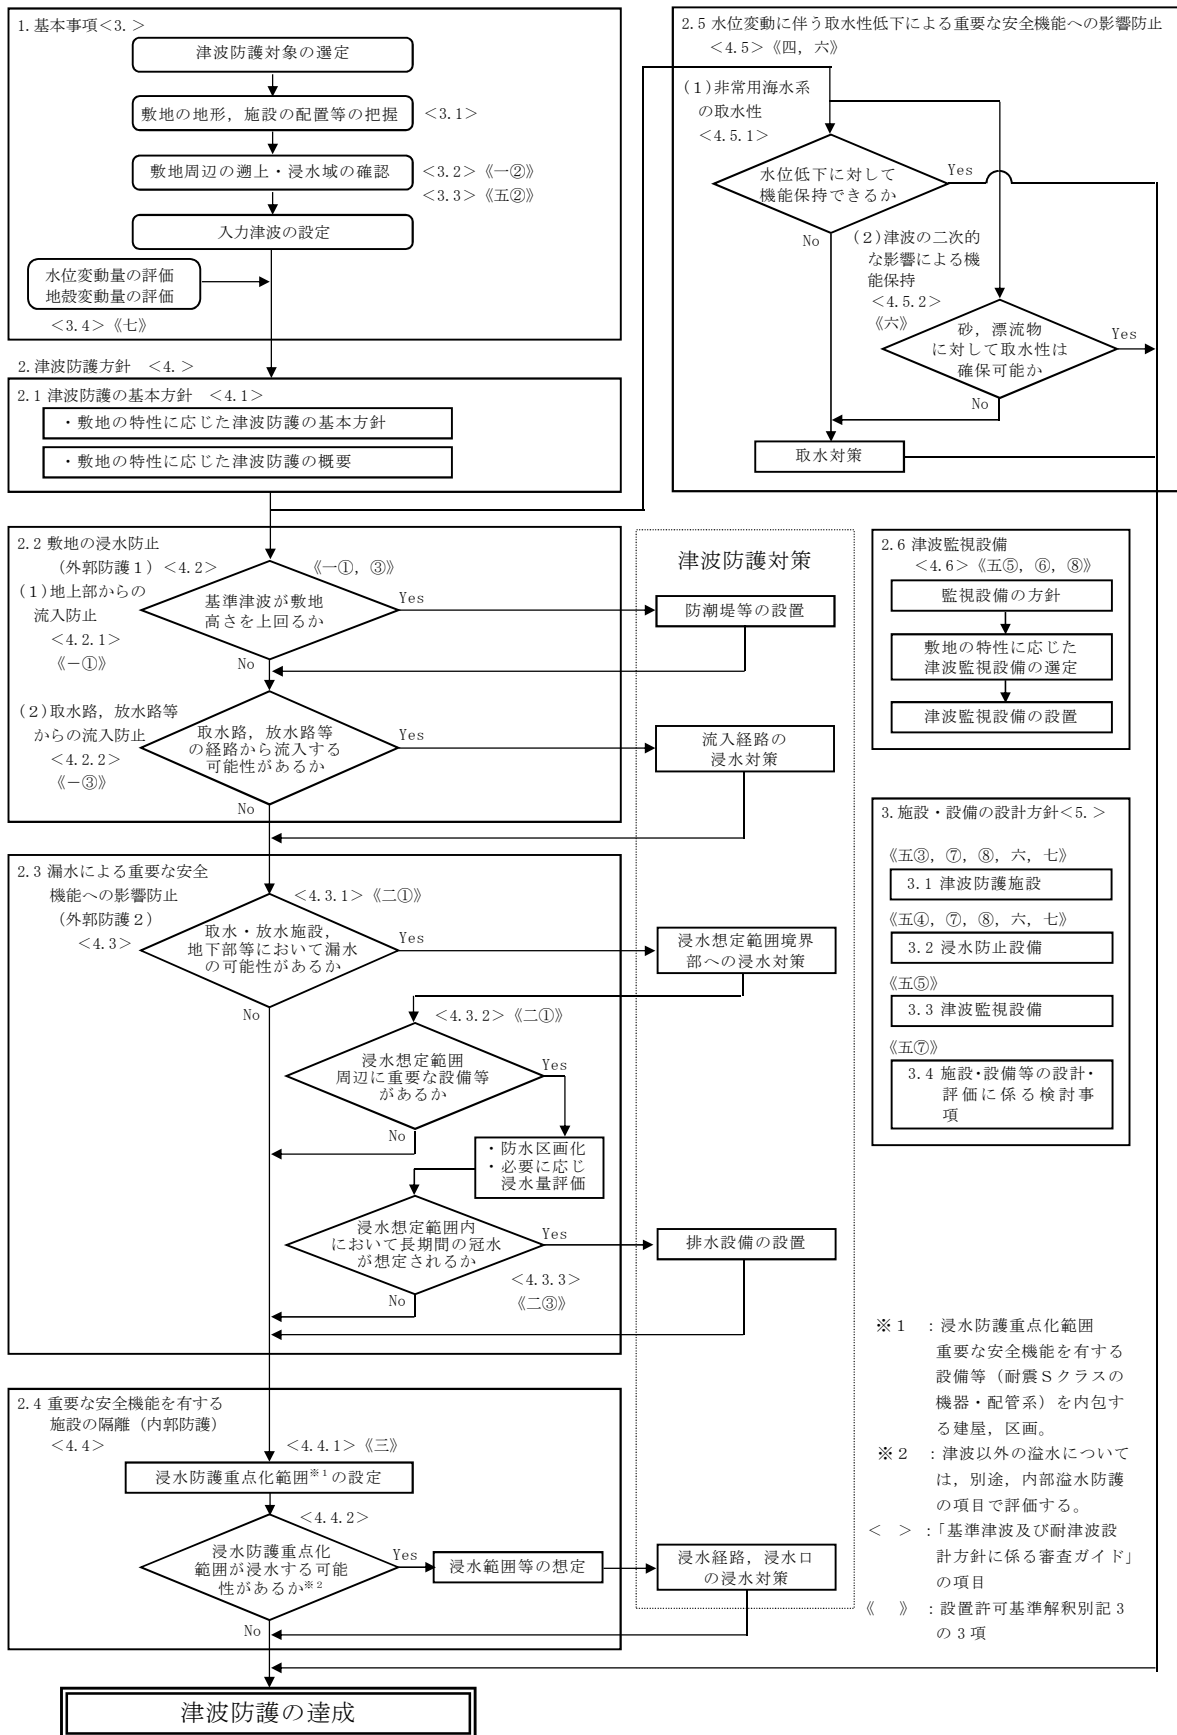 1.基本事項<3.>
津波防護対象の選定
敷地の地形，施設の配置等の把握
<3.1>
敷地周辺の遡上・浸水域の確認
<3.2>《一②》
<3.3>《五②》
入力津波の設定
水位変動量の評価
地殻変動量の評価
<3.4>《七》
2.津波防護方針 <4.>
2.1 津波防護の基本方針 <4.1>
・敷地の特性に応じた津波防護の基本方針
・敷地の特性に応じた津波防護の概要
2.2 敷地の浸水防止
(外郭防護１) <4.2>
《一①，③》
(１)地上部からの
流入防止
<4.2.1>
《－①》
基準津波が敷地
高さを上回るか
Yes
No
(２)取水路，放水路等
からの流入防止
<4.2.2>
《－③》
取水路，放水路等
の経路から流入する
可能性があるか
Yes
No
2.3 漏水による重要な安全
機能への影響防止
(外郭防護２)
<4.3>
<4.3.1>《二①》
取水・放水施設，
地下部等において漏水
の可能性があるか
Yes
No
<4.3.2>《二①》
浸水想定範囲
周辺に重要な設備等
があるか
Yes
No
・防水区画化
・必要に応じ
浸水量評価
浸水想定範囲内
において長期間の冠水
が想定されるか
Yes
<4.3.3>
《二③》
No
2.4 重要な安全機能を有する
施設の隔離（内郭防護）
<4.4>
<4.4.1>《三》
浸水防護重点化範囲※１の設定
<4.4.2>
浸水防護重点化
範囲が浸水する可能
性があるか※２
Yes
No
浸水範囲等の想定
津波防護の達成
津波防護対策
防潮堤等の設置
流入経路の
浸水対策
浸水想定範囲境界
部への浸水対策
排水設備の設置
浸水経路，浸水口
の浸水対策
2.5 水位変動に伴う取水性低下による重要な安全機能への影響防止
<4.5>《四，六》
(１)非常用海水系
の取水性
<4.5.1>
水位低下に対して
機能保持できるか
Yes
No
(２)津波の二次的
な影響による機
能保持
<4.5.2>
《六》
砂，漂流物
に対して取水性は
確保可能か
Yes
No
取水対策
2.6 津波監視設備
<4.6>《五⑤，⑥，⑧》
監視設備の方針
敷地の特性に応じた
津波監視設備の選定
津波監視設備の設置
3.施設・設備の設計方針<5.>
《五③，⑦，⑧，六，七》
3.1 津波防護施設
《五④，⑦，⑧，六，七》
3.2 浸水防止設備
《五⑤》
3.3 津波監視設備
《五⑦》
3.4 施設・設備等の設計・
評価に係る検討事
項
※１ ：浸水防護重点化範囲
重要な安全機能を有する
設備等（耐震Ｓクラスの
機器・配管系）を内包す
る建屋，区画。
※２ ：津波以外の溢水について
は，別途，内部溢水防護
の項目で評価する。
< > ：「基準津波及び耐津波設
計方針に係る審査ガイド」
の項目
《 》 ：設置許可基準解釈別記３
の３項